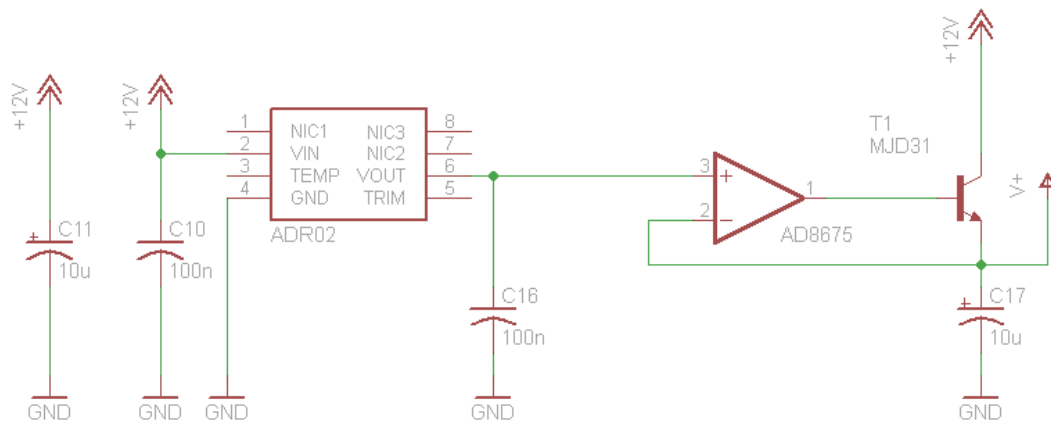 +12V
+12V
+12V
1
NIC1
NIC3
8
2
VIN
NIC2
7
3
TEMP
VOUT
6
4
GND
TRIM
5
ADR02
C11
+
10u
C10
100n
C16
100n
3
+
2
−
1
AD8675
T1
MJD31
V+
C17
+
10u
GND
GND
GND
GND
GND